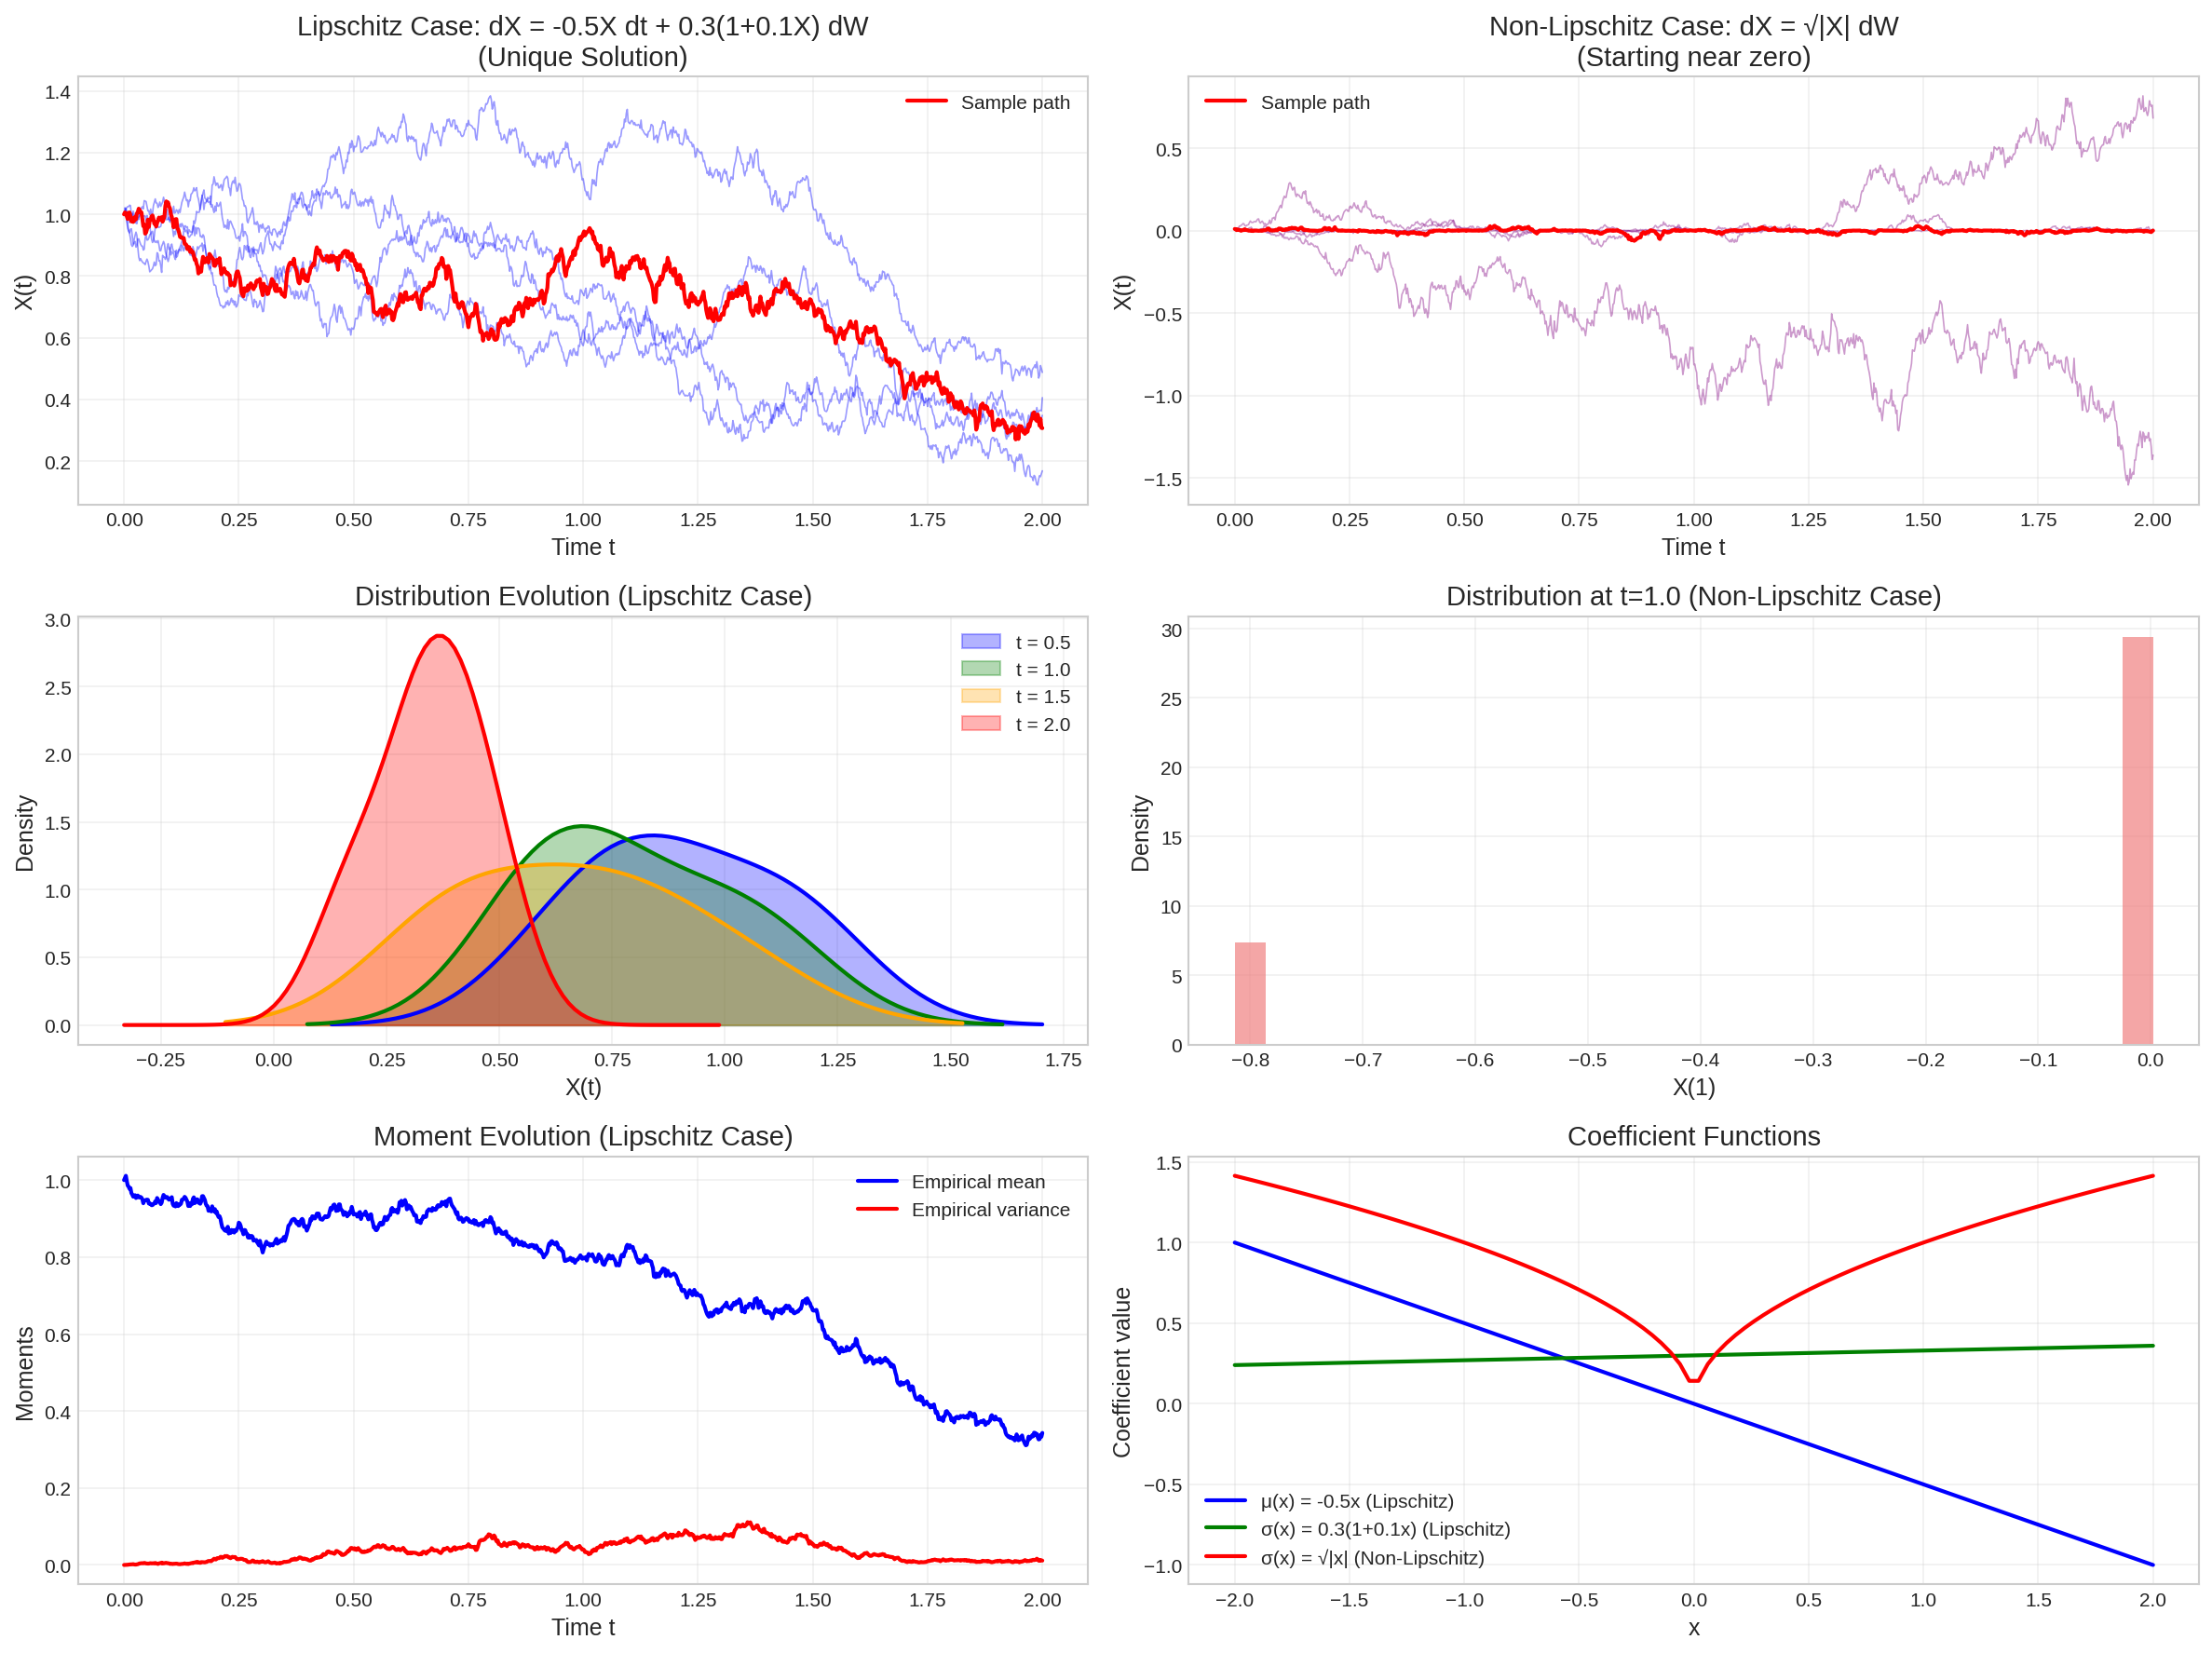 Lipschitz Case: dX = -0.5X dt + 0.3(1+0.1X) dW
(Unique Solution)
Sample path
1.4
1.2
1.0
0.8
0.6
0.4
0.2
X(t)
0.00 0.25 0.50 0.75 1.00 1.25 1.50 1.75 2.00
Time t
Non-Lipschitz Case: dX = √|X| dW
(Starting near zero)
Sample path
0.5
0.0
−0.5
−1.0
−1.5
X(t)
0.00 0.25 0.50 0.75 1.00 1.25 1.50 1.75 2.00
Time t
Distribution Evolution (Lipschitz Case)
t = 0.5
t = 1.0
t = 1.5
t = 2.0
3.0
2.5
2.0
1.5
1.0
0.5
0.0
Density
−0.25 0.00 0.25 0.50 0.75 1.00 1.25 1.50 1.75
X(t)
Distribution at t=1.0 (Non-Lipschitz Case)
30
25
20
15
10
5
0
Density
−0.8 −0.7 −0.6 −0.5 −0.4 −0.3 −0.2 −0.1 0.0
X(1)
Moment Evolution (Lipschitz Case)
Empirical mean
Empirical variance
1.0
0.8
0.6
0.4
0.2
0.0
Moments
0.00 0.25 0.50 0.75 1.00 1.25 1.50 1.75 2.00
Time t
Coefficient Functions
1.5
1.0
0.5
0.0
−0.5
−1.0
Coefficient value
μ(x) = -0.5x (Lipschitz)
σ(x) = 0.3(1+0.1x) (Lipschitz)
σ(x) = √|x| (Non-Lipschitz)
−2.0 −1.5 −1.0 −0.5 0.0 0.5 1.0 1.5 2.0
x